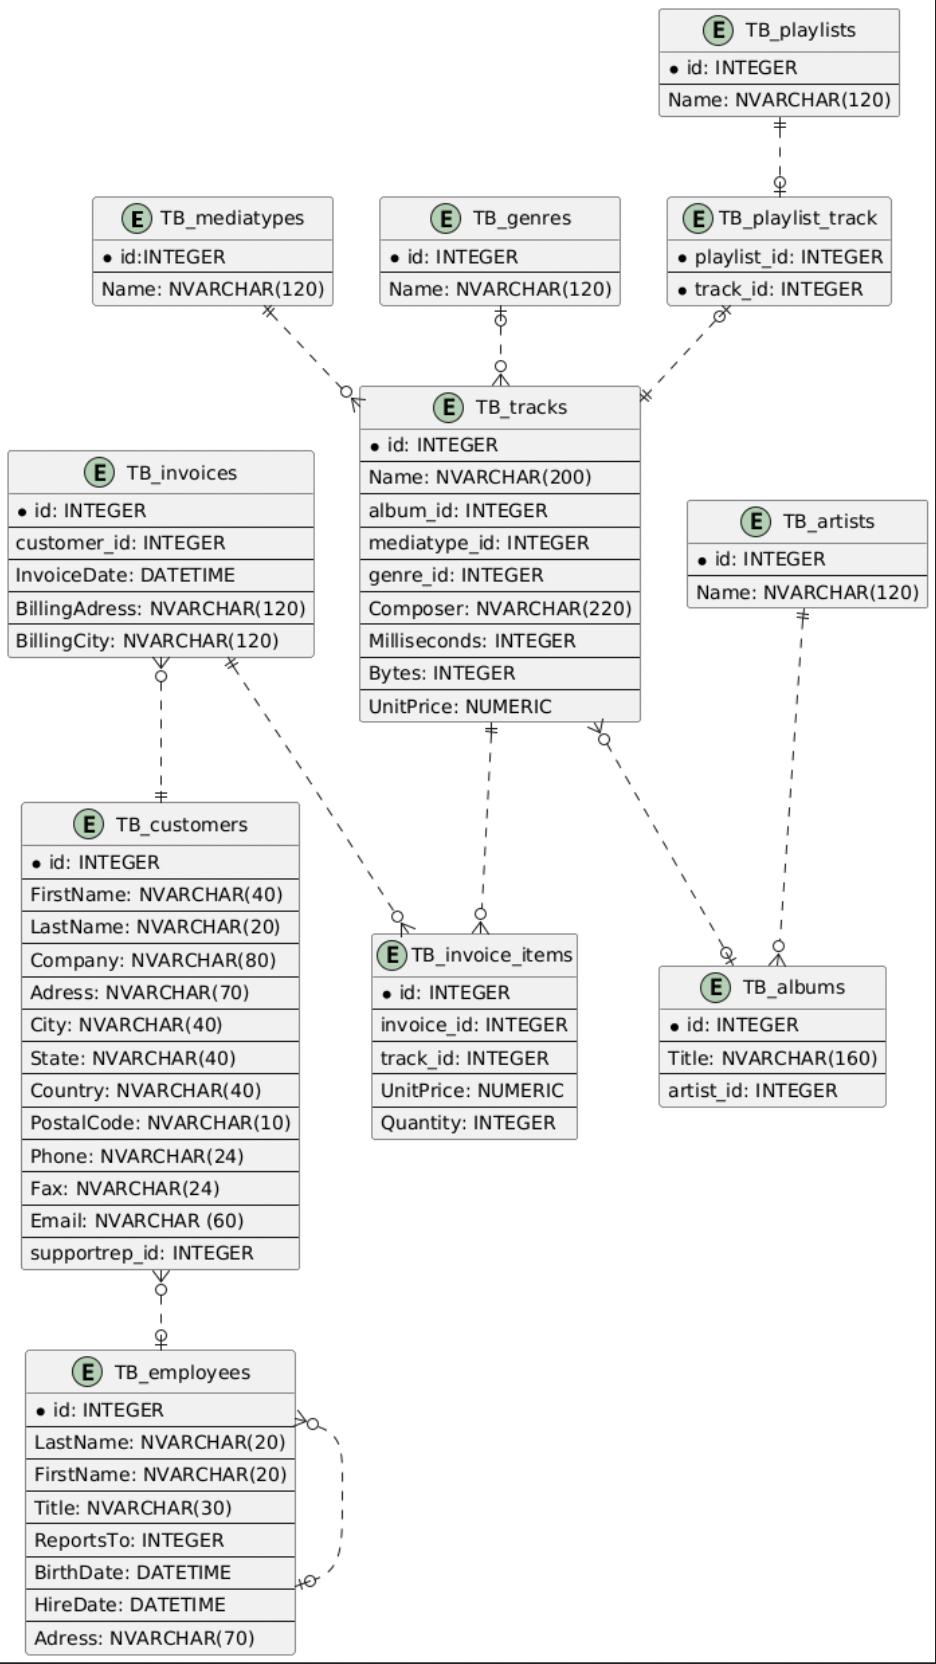 E TB_playlists
id: INTEGER
Name: NVARCHAR(120)
E TB_mediatypes
id:INTEGER
Name: NVARCHAR(120)
E TB_genres
id: INTEGER
Name: NVARCHAR(120)
E TB_playlist_track
playlist_id: INTEGER
track_id: INTEGER
E TB_tracks
id: INTEGER
Name: NVARCHAR(200)
album_id: INTEGER
mediatype_id: INTEGER
genre_id: INTEGER
Composer: NVARCHAR(220)
Milliseconds: INTEGER
Bytes: INTEGER
UnitPrice: NUMERIC
E TB_invoices
id: INTEGER
customer_id: INTEGER
InvoiceDate: DATETIME
BillingAdress: NVARCHAR(120)
BillingCity: NVARCHAR(120)
E TB_artists
id: INTEGER
Name: NVARCHAR(120)
E TB_customers
id: INTEGER
FirstName: NVARCHAR(40)
LastName: NVARCHAR(20)
Company: NVARCHAR(80)
Adress: NVARCHAR(70)
City: NVARCHAR(40)
State: NVARCHAR(40)
Country: NVARCHAR(40)
PostalCode: NVARCHAR(10)
Phone: NVARCHAR(24)
Fax: NVARCHAR(24)
Email: NVARCHAR (60)
supportrep_id: INTEGER
E TB_invoice_items
id: INTEGER
invoice_id: INTEGER
track_id: INTEGER
UnitPrice: NUMERIC
Quantity: INTEGER
E TB_albums
id: INTEGER
Title: NVARCHAR(160)
artist_id: INTEGER
E TB_employees
id: INTEGER
LastName: NVARCHAR(20)
FirstName: NVARCHAR(20)
Title: NVARCHAR(30)
ReportsTo: INTEGER
BirthDate: DATETIME
HireDate: DATETIME
Adress: NVARCHAR(70)